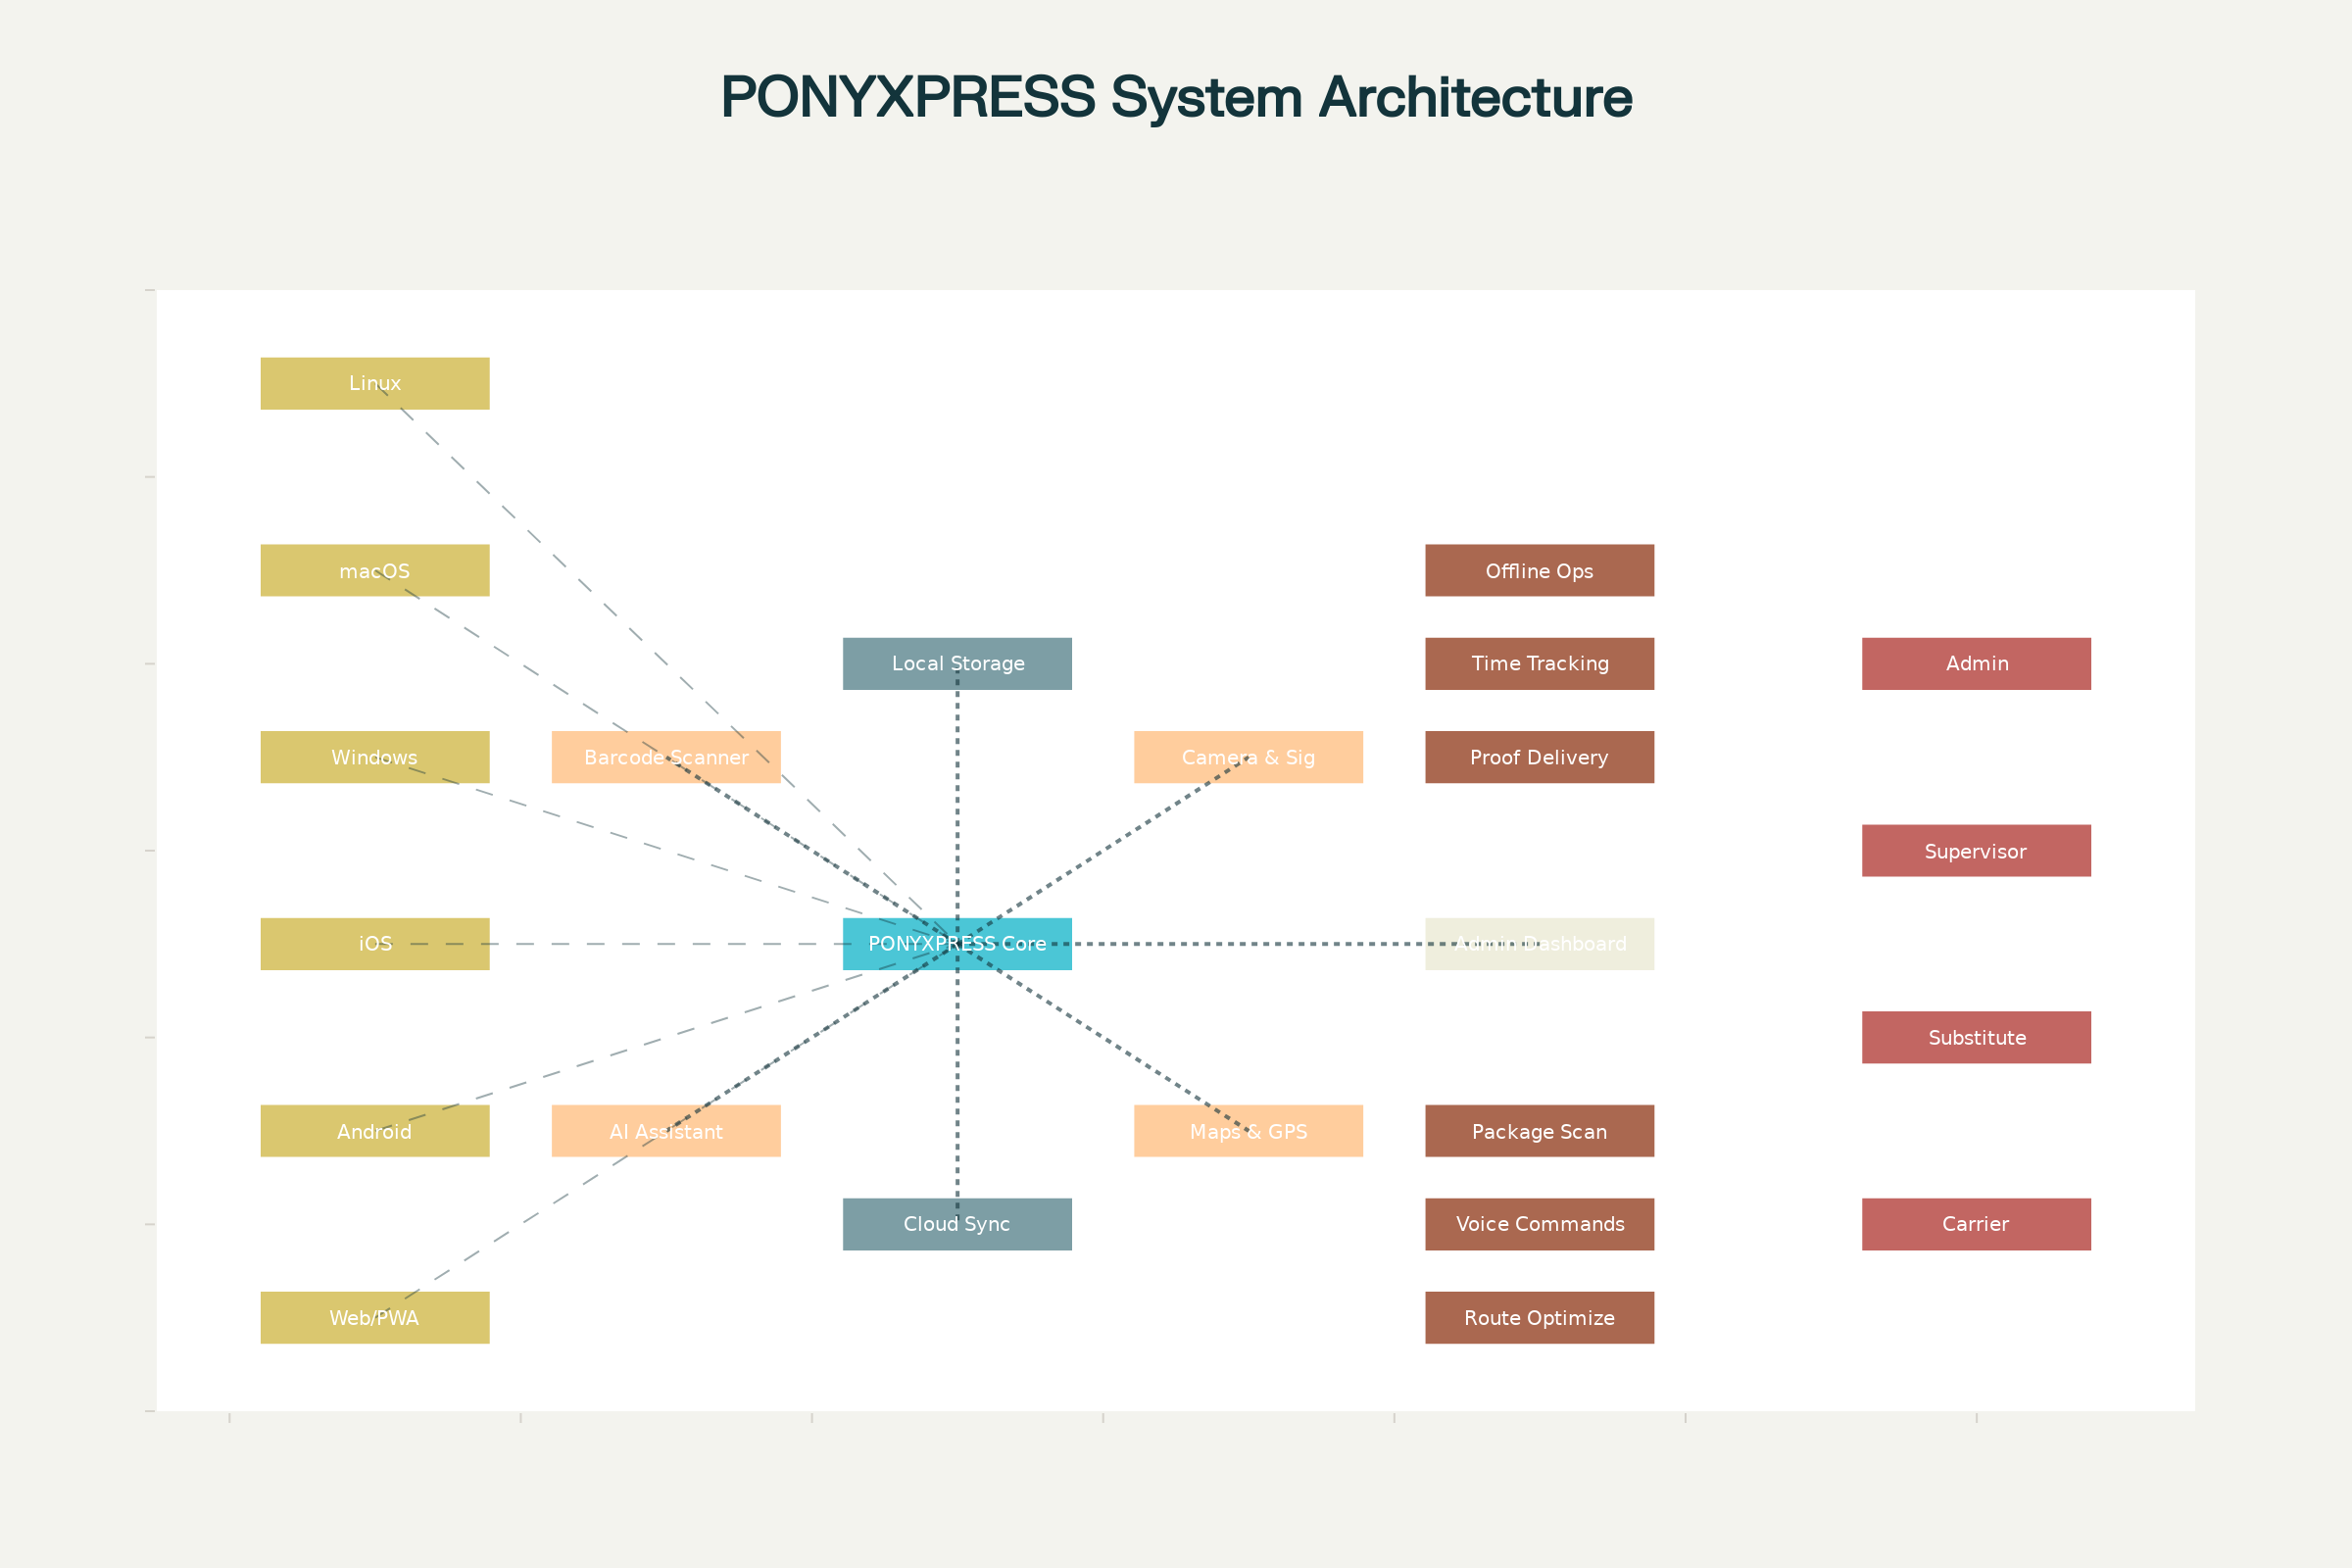 PONYXPRESS System Architecture
Linux
macOS
Offline Ops
Local Storage
Time Tracking
Admin
Windows
Barcode Scanner
Camera & Sig
Proof Delivery
Supervisor
iOS
PONYXPRESS Core
Admin Dashboard
Substitute
Android
AI Assistant
Maps & GPS
Package Scan
Cloud Sync
Voice Commands
Carrier
Web/PWA
Route Optimize